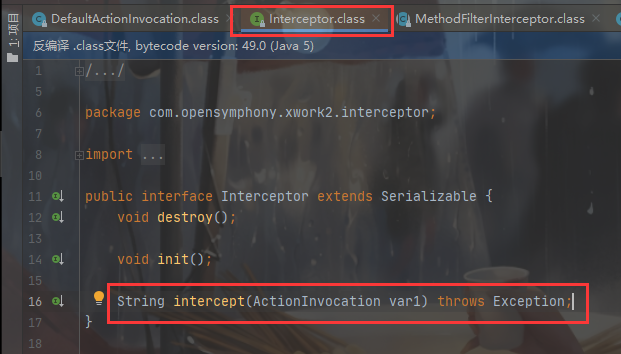 DefaultActionInvocation.class × Interceptor.class × MethodFilterInterceptor.class ×
1: 项目
反编译 .class文件, bytecode version: 49.0 (Java 5)
1 /.../
5
6 package com.opensymphony.xwork2.interceptor;
7
8 import ...
10
11 public interface Interceptor extends Serializable {
12 void destroy();
13
14 void init();
15
16 String intercept(ActionInvocation var1) throws Exception;
17 }
18